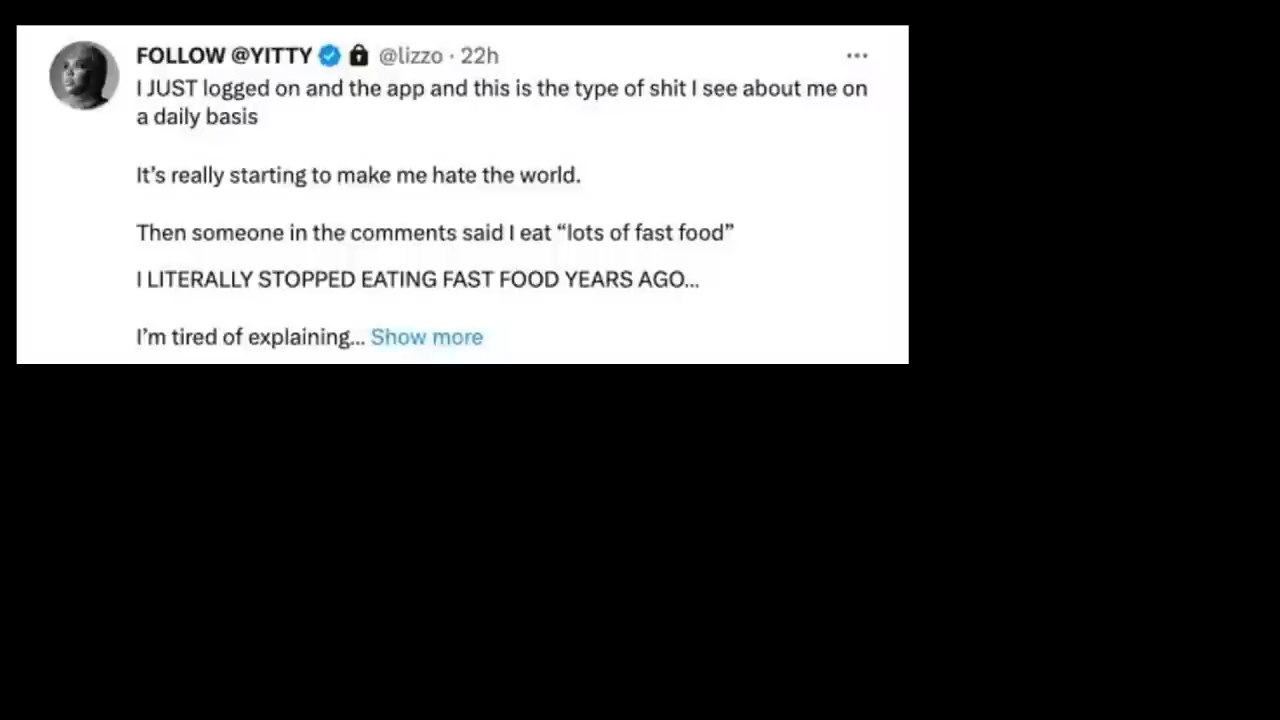 FOLLOW @YITTY @lizzo · 22h
I JUST logged on and the app and this is the type of shit I see about me on
a daily basis
It’s really starting to make me hate the world.
Then someone in the comments said I eat “lots of fast food”
I LITERALLY STOPPED EATING FAST FOOD YEARS AGO...
I’m tired of explaining... Show more